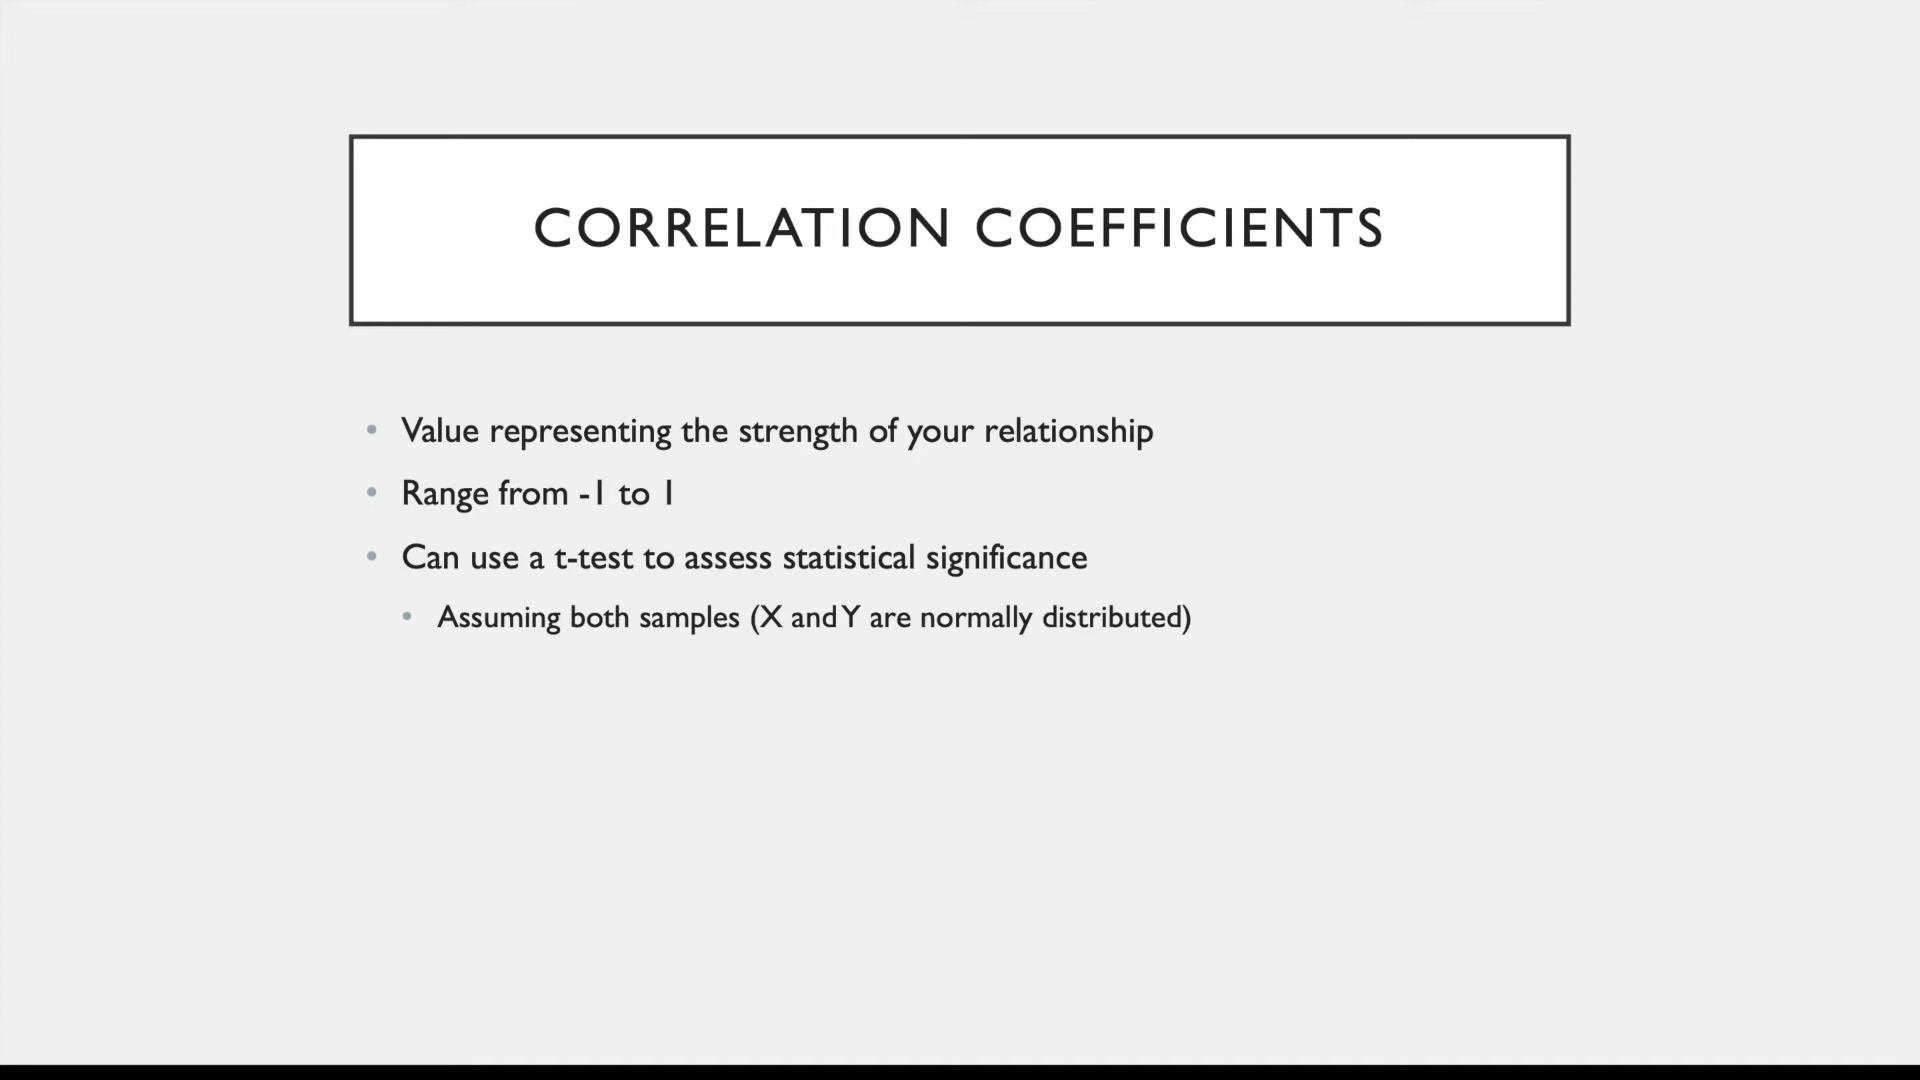 CORRELATION COEFFICIENTS
• Value representing the strength of your relationship
• Range from -1 to 1
• Can use a t-test to assess statistical significance
• Assuming both samples (X and Y are normally distributed)